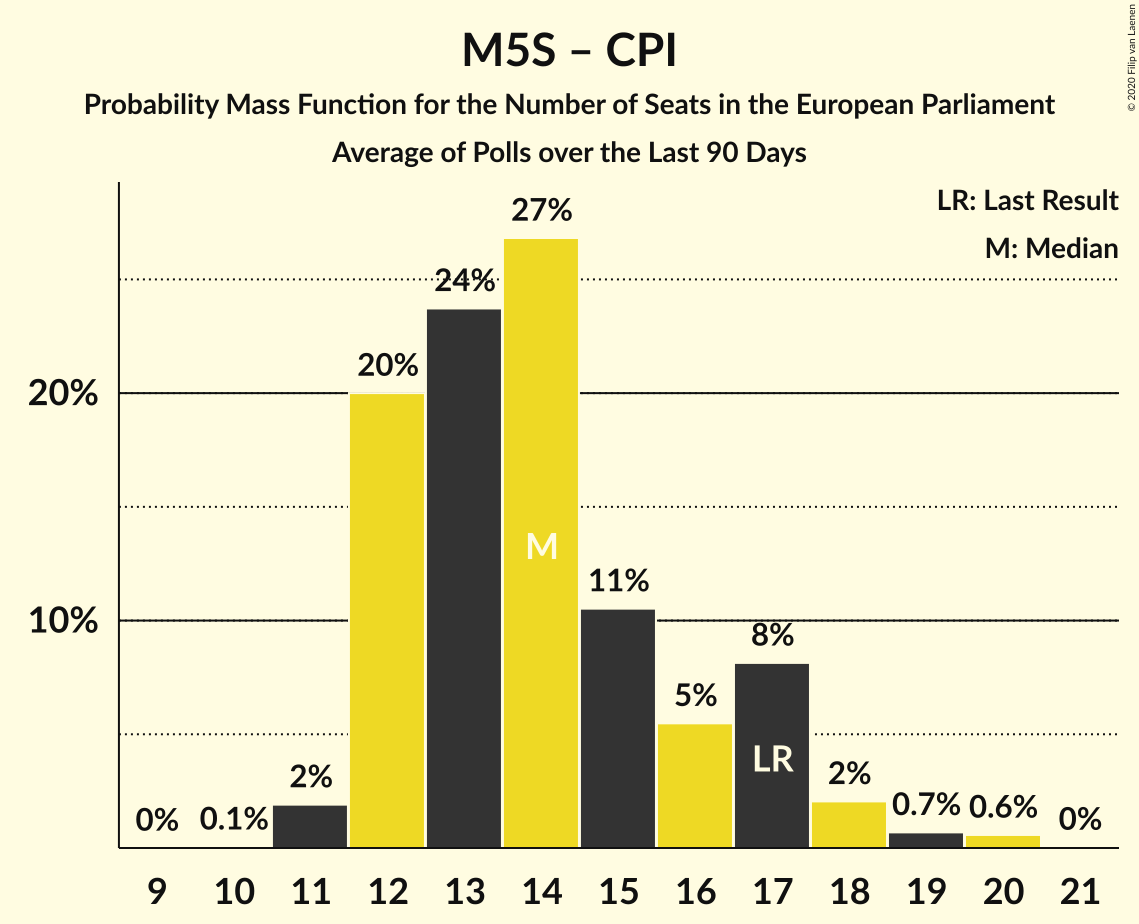 M5S – CPI
Probability Mass Function for the Number of Seats in the European Parliament
Average of Polls over the Last 90 Days
© 2020 Filip van Laenen
LR: Last Result
M: Median
27%
24%
20%
20%
M
11%
10%
8%
5%
LR
2%
2%
0%
0.1%
0.7%
0.6%
0%
9 10 11 12 13 14 15 16 17 18 19 20 21